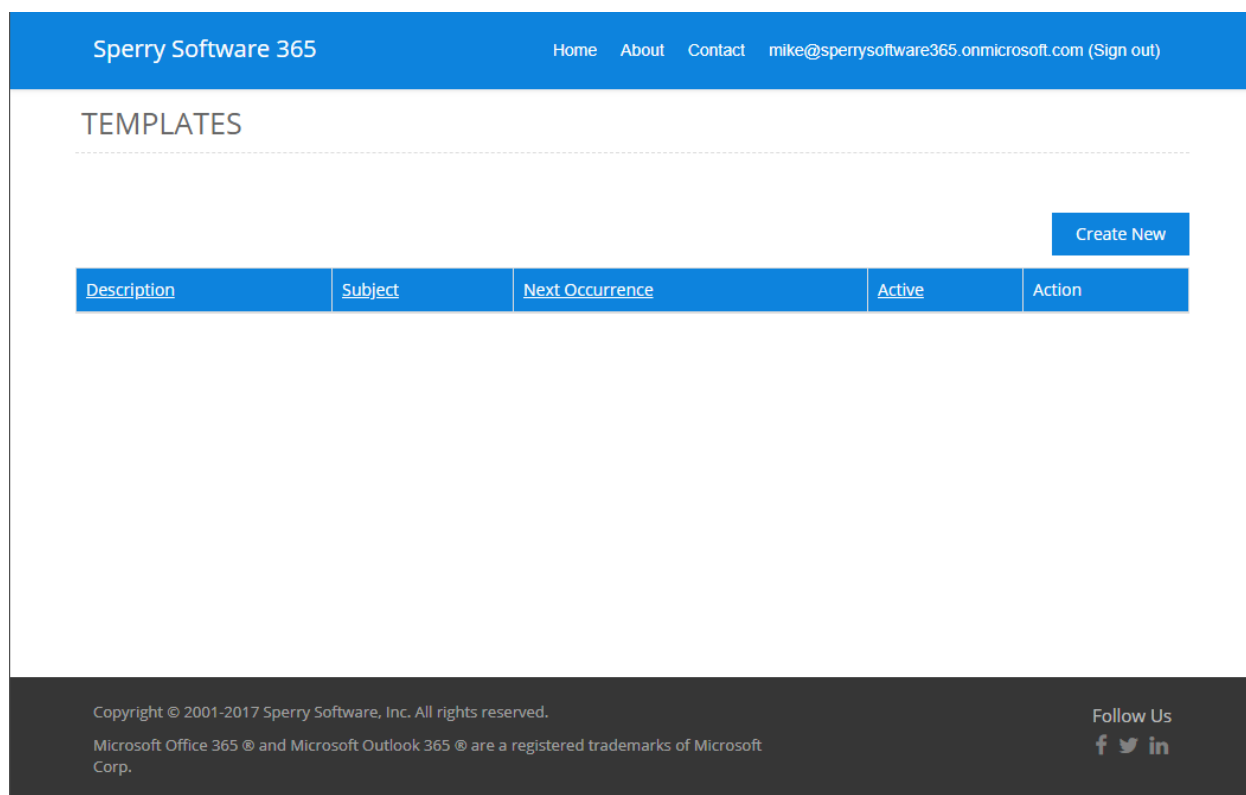 Sperry Software 365
Home About Contact mike@sperrysoftware365.onmicrosoft.com (Sign out)
TEMPLATES
Create New
Description Subject Next Occurrence Active Action
Copyright © 2001-2017 Sperry Software, Inc. All rights reserved.
Microsoft Office 365 ® and Microsoft Outlook 365 ® are a registered trademarks of Microsoft
Corp.
Follow Us